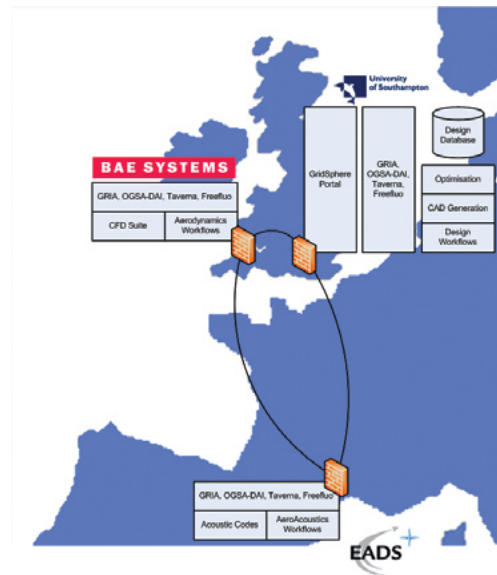 University
of Southampton
BAE SYSTEMS
GRIA, OGSA-DAI, Taverna, Freefluo
CFD Suite
Aerodynamics
Workflows
GridSphere
Portal
GRIA,
OGSA-DAI,
Taverna,
Freefluo
Design
Database
Optimisation
CAD Generation
Design
Workflows
GRIA, OGSA-DAI, Taverna, Freefluo
Acoustic Codes
AeroAcoustics
Workflows
EADS